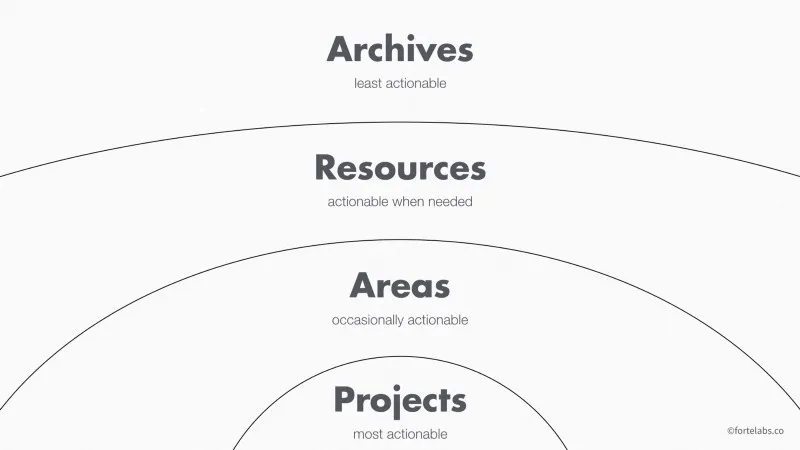 Archives
least actionable
Resources
actionable when needed
Areas
occasionally actionable
Projects
most actionable
©fortelabs.co